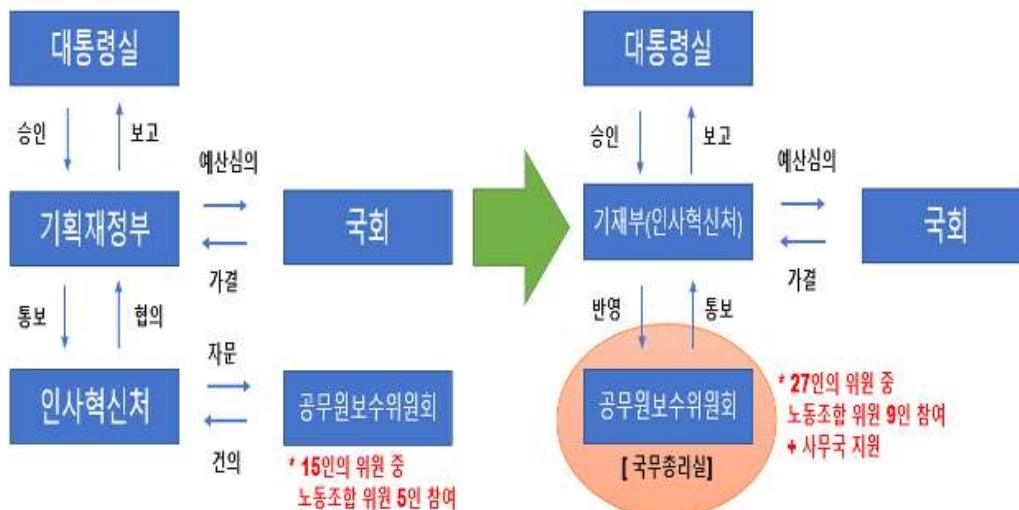 대통령실
승인
보고
예산심의
기획재정부
국회
가결
통보
협의
자문
인사혁신처
공무원보수위원회
건의
* 15인의 위원 중
노동조합 위원 5인 참여
대통령실
승인
보고
예산심의
기재부(인사혁신처)
국회
가결
반영
통보
공무원보수위원회
[ 국무총리실]
* 27인의 위원 중
노동조합 위원 9인 참여
+ 사무국 지원